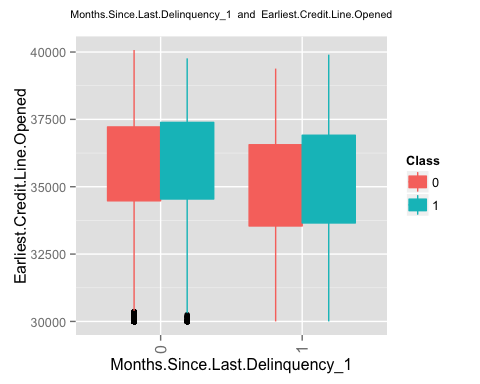 Months.Since.Last.Delinquency_1 and Earliest.Credit.Line.Opened
40000
37500
35000
32500
30000
Earliest.Credit.Line.Opened
0
1
Months.Since.Last.Delinquency_1
Class
0
1